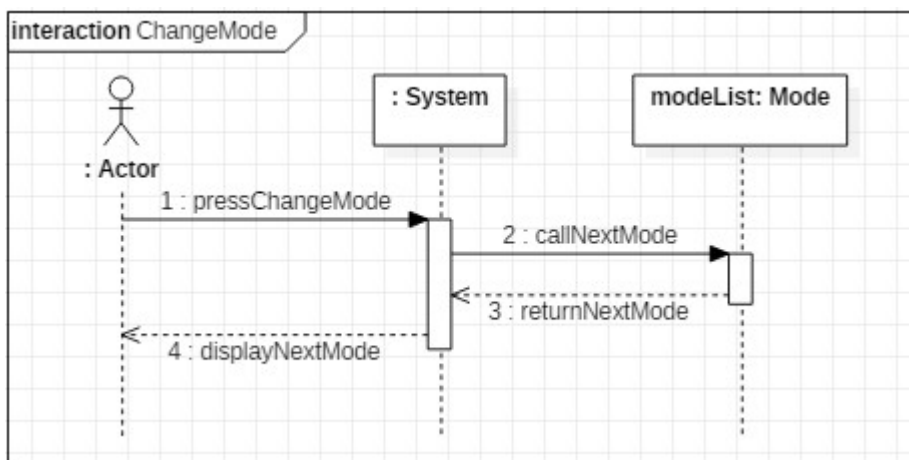 interaction ChangeMode
: System
modeList: Mode
: Actor
1 : pressChangeMode
2 : callNextMode
3 : returnNextMode
4 : displayNextMode